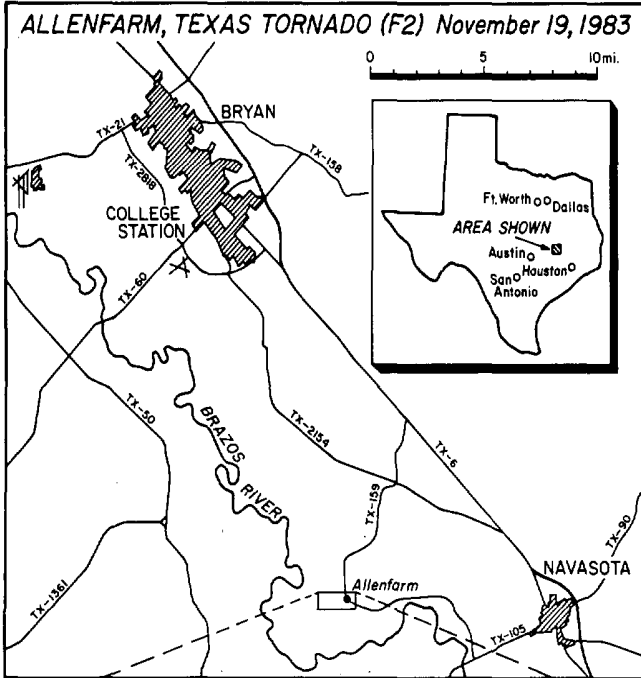 ALLENFARM, TEXAS TORNADO (F2) November 19, 1983
0 5 10 mi.
BRYAN
TX-21
TX-2818
TX-158
COLLEGE
STATION
TX-60
TX-50
BRAZOS
RIVER
TX-2154
TX-6
TX-159
TX-90
TX-1361
NAVASOTA
Allenfarm
TX-105
Ft. Worth
Dallas
AREA SHOWN
Austin
Houston
San
Antonio